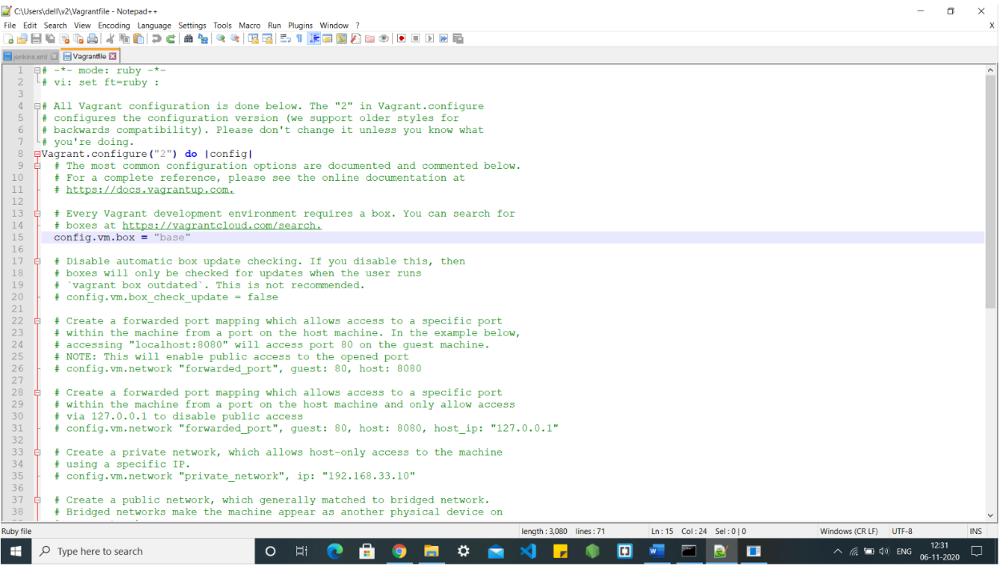 C:\Users\dell\v2\Vagrantfile - Notepad++
File Edit Search View Encoding Language Settings Tools Macro Run Plugins Window ? X
jenkins.xml Vagrantfile
1 # -*- mode: ruby -*-
2 # vi: set ft=ruby :
3
4 # All Vagrant configuration is done below. The "2" in Vagrant.configure
5 # configures the configuration version (we support older styles for
6 # backwards compatibility). Please don't change it unless you know what
7 # you're doing.
8 Vagrant.configure("2") do |config|
9 # The most common configuration options are documented and commented below.
10 # For a complete reference, please see the online documentation at
11 # https://docs.vagrantup.com.
12
13 # Every Vagrant development environment requires a box. You can search for
14 # boxes at https://vagrantcloud.com/search.
15 config.vm.box = "base"
16
17 # Disable automatic box update checking. If you disable this, then
18 # boxes will only be checked for updates when the user runs
19 # `vagrant box outdated`. This is not recommended.
20 # config.vm.box_check_update = false
21
22 # Create a forwarded port mapping which allows access to a specific port
23 # within the machine from a port on the host machine. In the example below,
24 # accessing "localhost:8080" will access port 80 on the guest machine.
25 # NOTE: This will enable public access to the opened port
26 # config.vm.network "forwarded_port", guest: 80, host: 8080
27
28 # Create a forwarded port mapping which allows access to a specific port
29 # within the machine from a port on the host machine and only allow access
30 # via 127.0.0.1 to disable public access
31 # config.vm.network "forwarded_port", guest: 80, host: 8080, host_ip: "127.0.0.1"
32
33 # Create a private network, which allows host-only access to the machine
34 # using a specific IP.
35 # config.vm.network "private_network", ip: "192.168.33.10"
36
37 # Create a public network, which generally matched to bridged network.
38 # Bridged networks make the machine appear as another physical device on
Ruby file length : 3,080 lines : 71 Ln : 15 Col : 24 Sel : 0 | 0 Windows (CR LF) UTF-8 INS
Type here to search ENG 12:31
06-11-2020